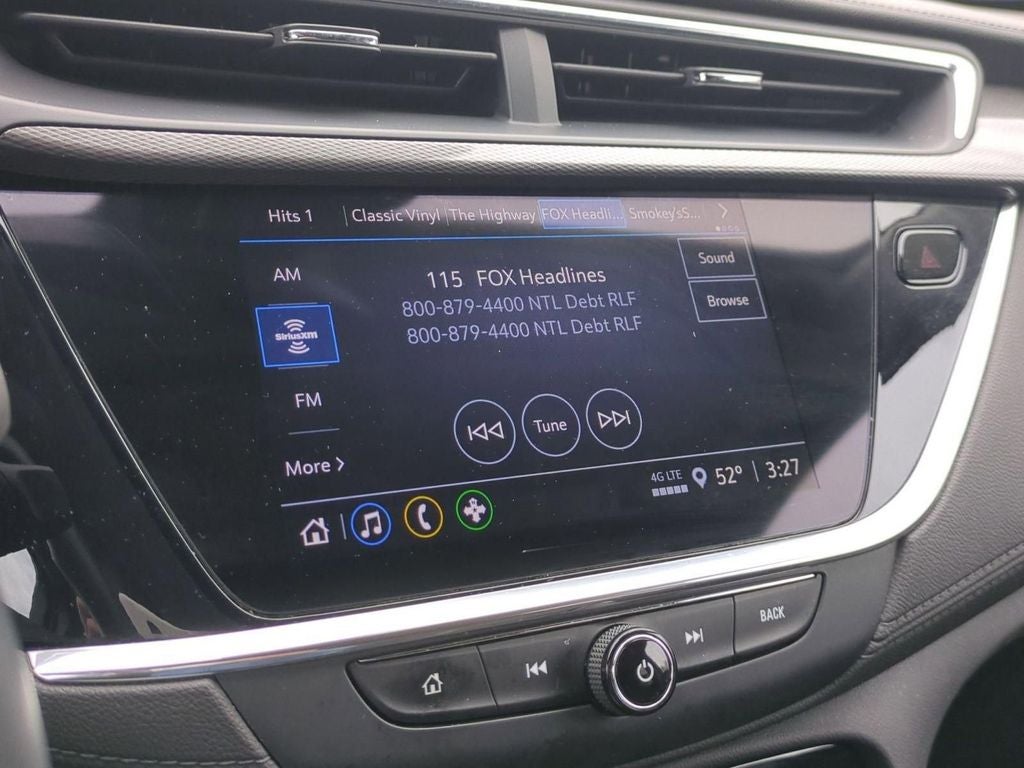 Hits 1 Classic Vinyl The Highway FOX Headli... Smokey'sS...
AM
115 FOX Headlines
Sound
800-879-4400 NTL Debt RLF
Browse
siriusxm
800-879-4400 NTL Debt RLF
FM
Tune
More
4G LTE 52° 3:27
BACK